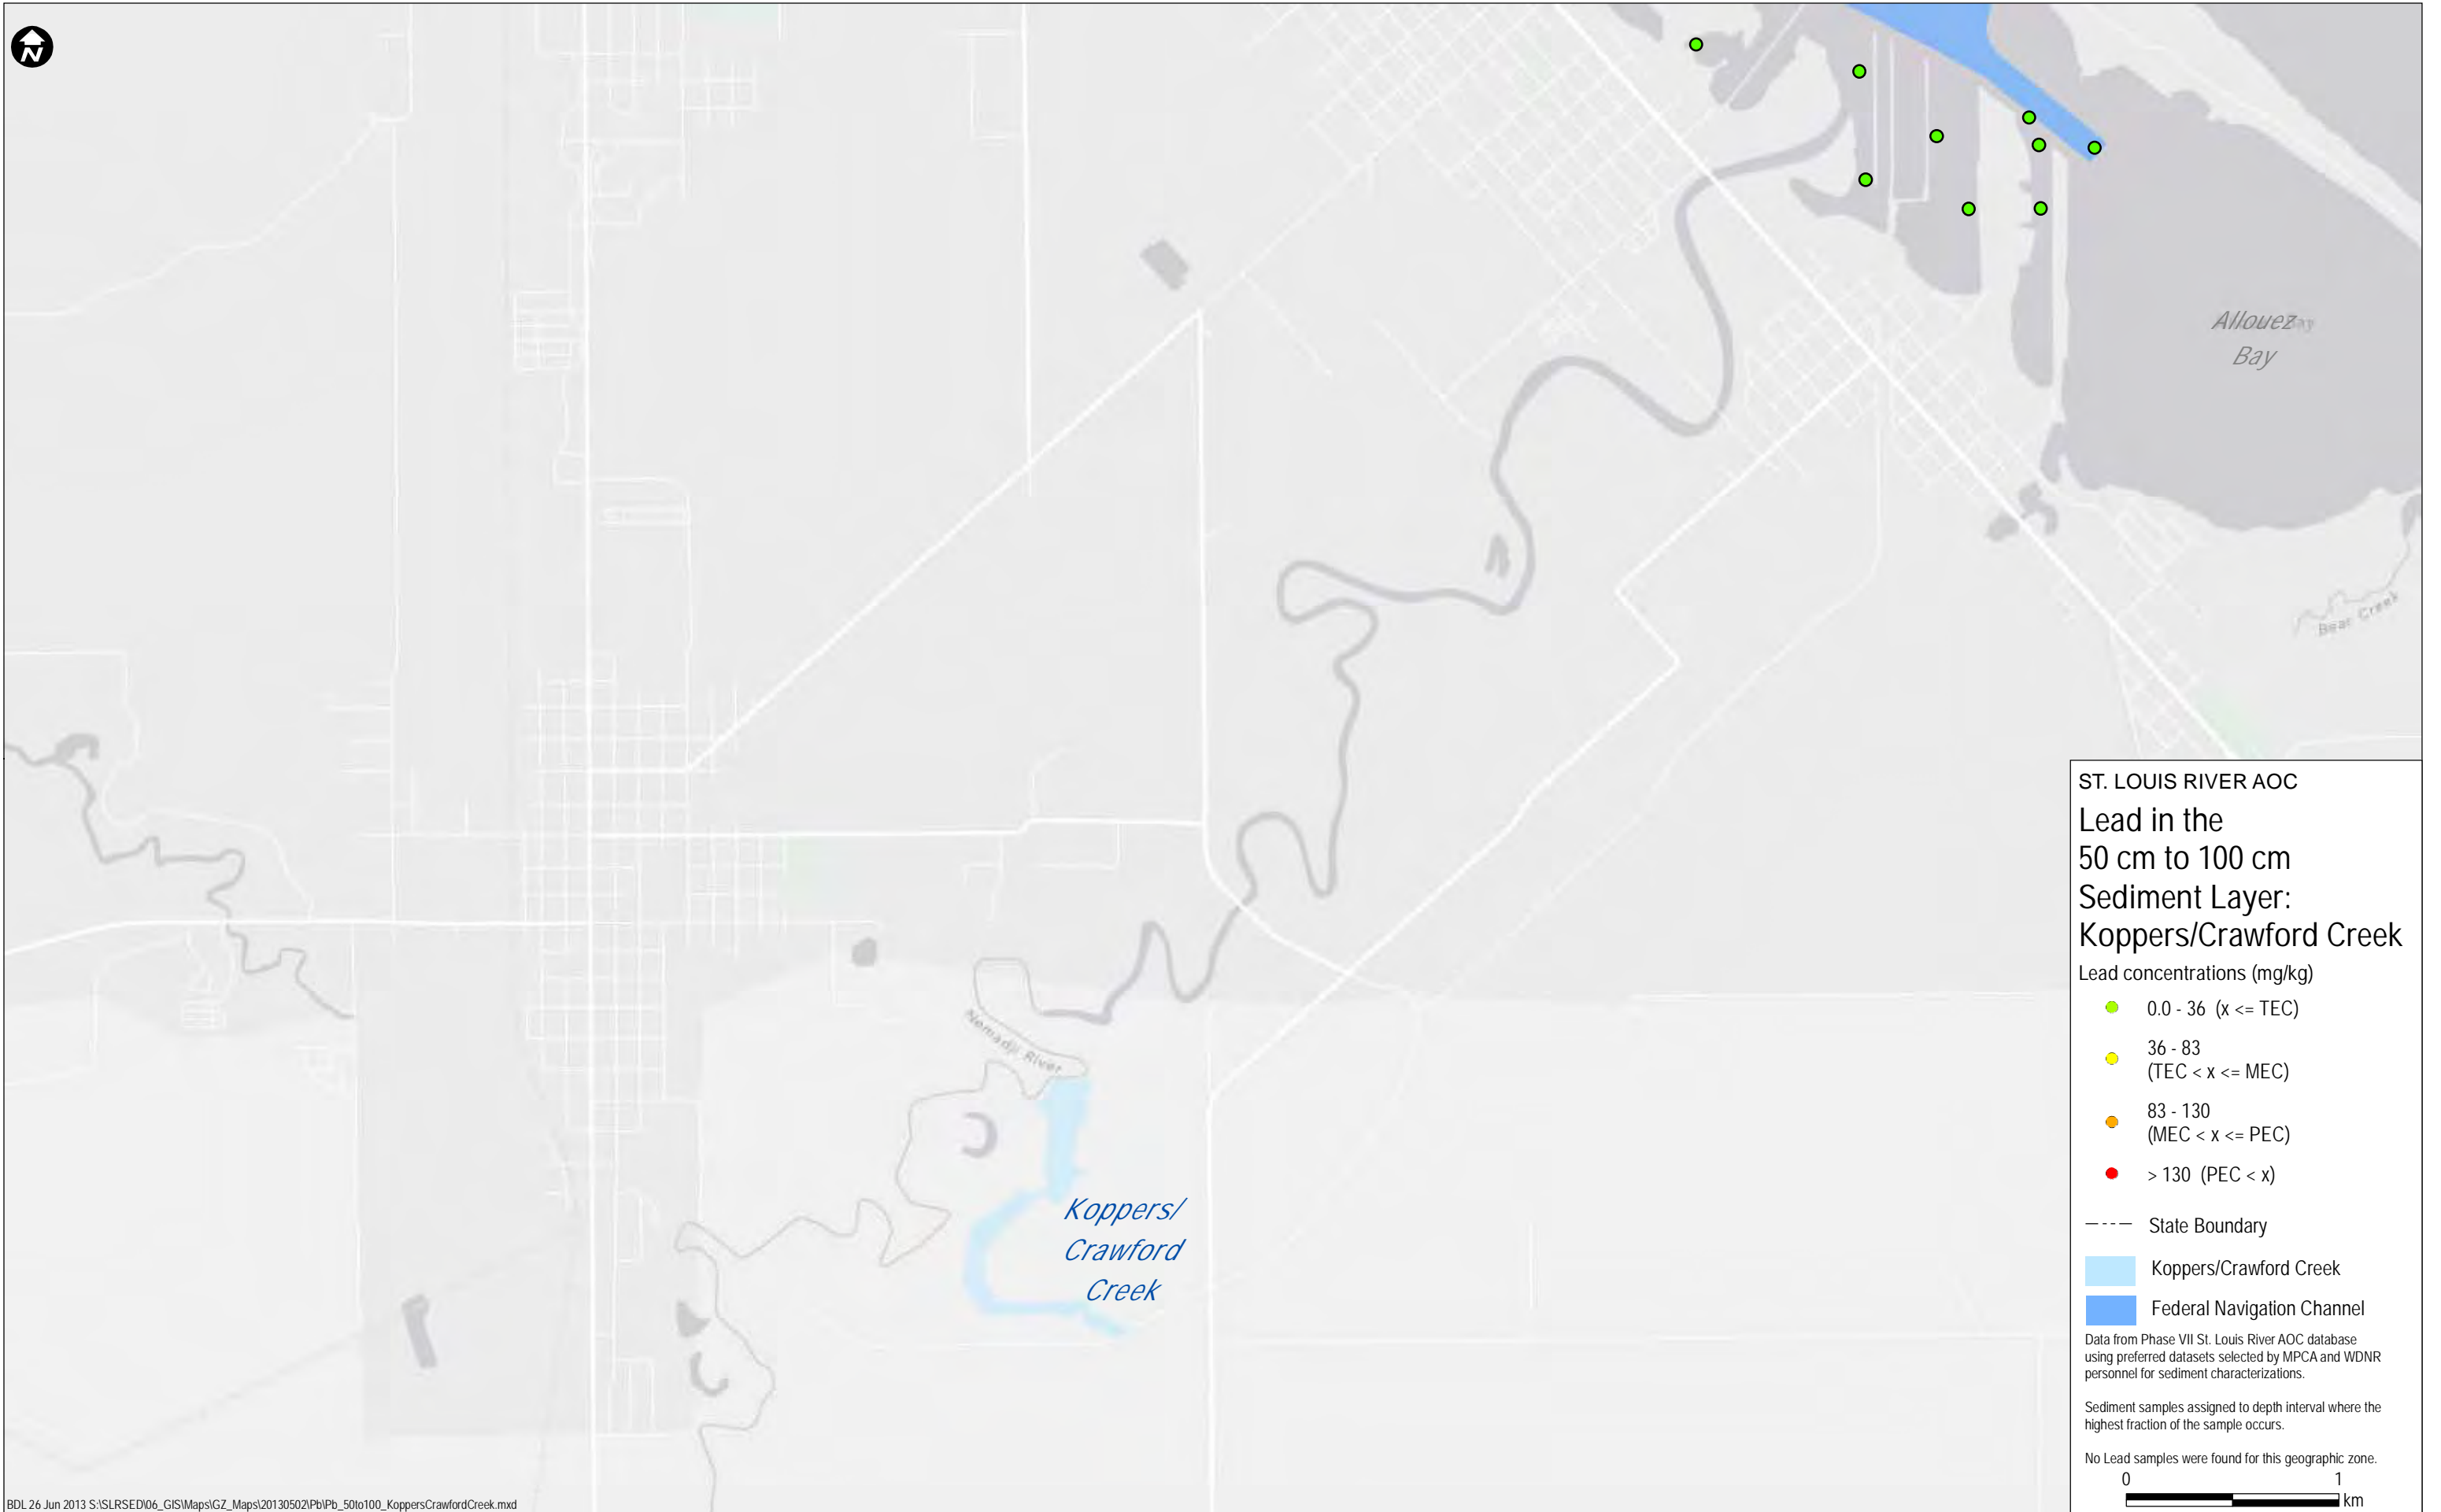 N
Allouez
Bay
Bear Creek
Nemadji River
Koppers/
Crawford
Creek
ST. LOUIS RIVER AOC
Lead in the
50 cm to 100 cm
Sediment Layer:
Koppers/Crawford Creek
Lead concentrations (mg/kg)
0.0 - 36 (x <= TEC)
36 - 83
(TEC < x <= MEC)
83 - 130
(MEC < x <= PEC)
> 130 (PEC < x)
State Boundary
Koppers/Crawford Creek
Federal Navigation Channel
Data from Phase VII St. Louis River AOC database
using preferred datasets selected by MPCA and WDNR
personnel for sediment characterizations.
Sediment samples assigned to depth interval where the
highest fraction of the sample occurs.
No Lead samples were found for this geographic zone.
0 1
km
BDL 26 Jun 2013 S:\SLRSED\06_GIS\Maps\GZ_Maps\20130502\Pb\Pb_50to100_KoppersCrawfordCreek.mxd